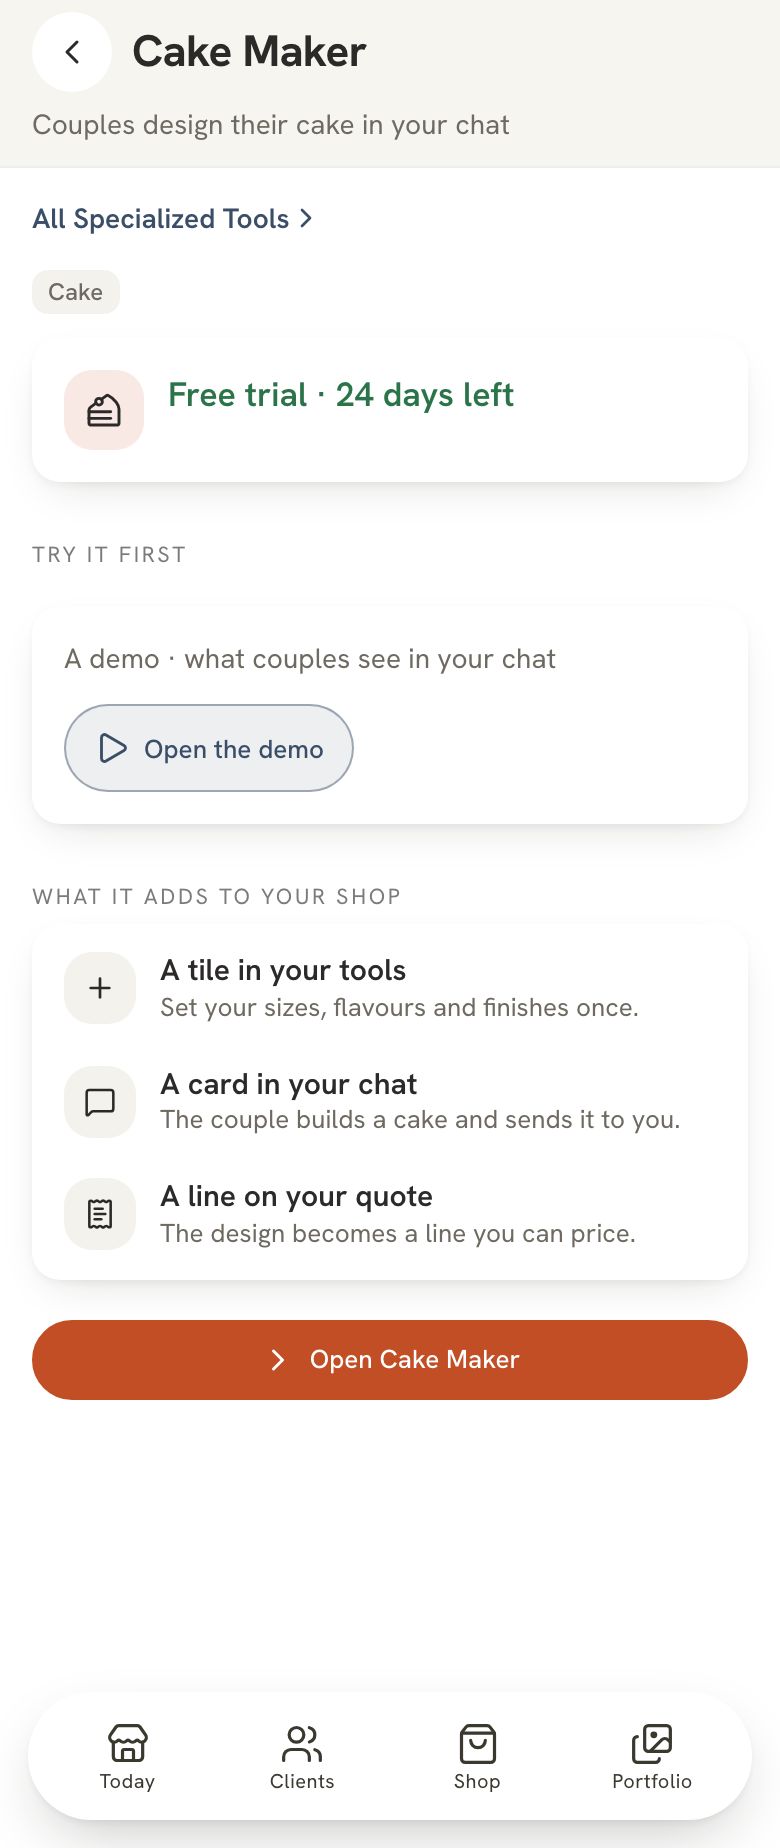 Cake Maker
Couples design their cake in your chat
All Specialized Tools
Cake
Free trial · 24 days left
TRY IT FIRST
A demo · what couples see in your chat
Open the demo
WHAT IT ADDS TO YOUR SHOP
A tile in your tools
Set your sizes, flavours and finishes once.
A card in your chat
The couple builds a cake and sends it to you.
A line on your quote
The design becomes a line you can price.
Open Cake Maker
Today
Clients
Shop
Portfolio